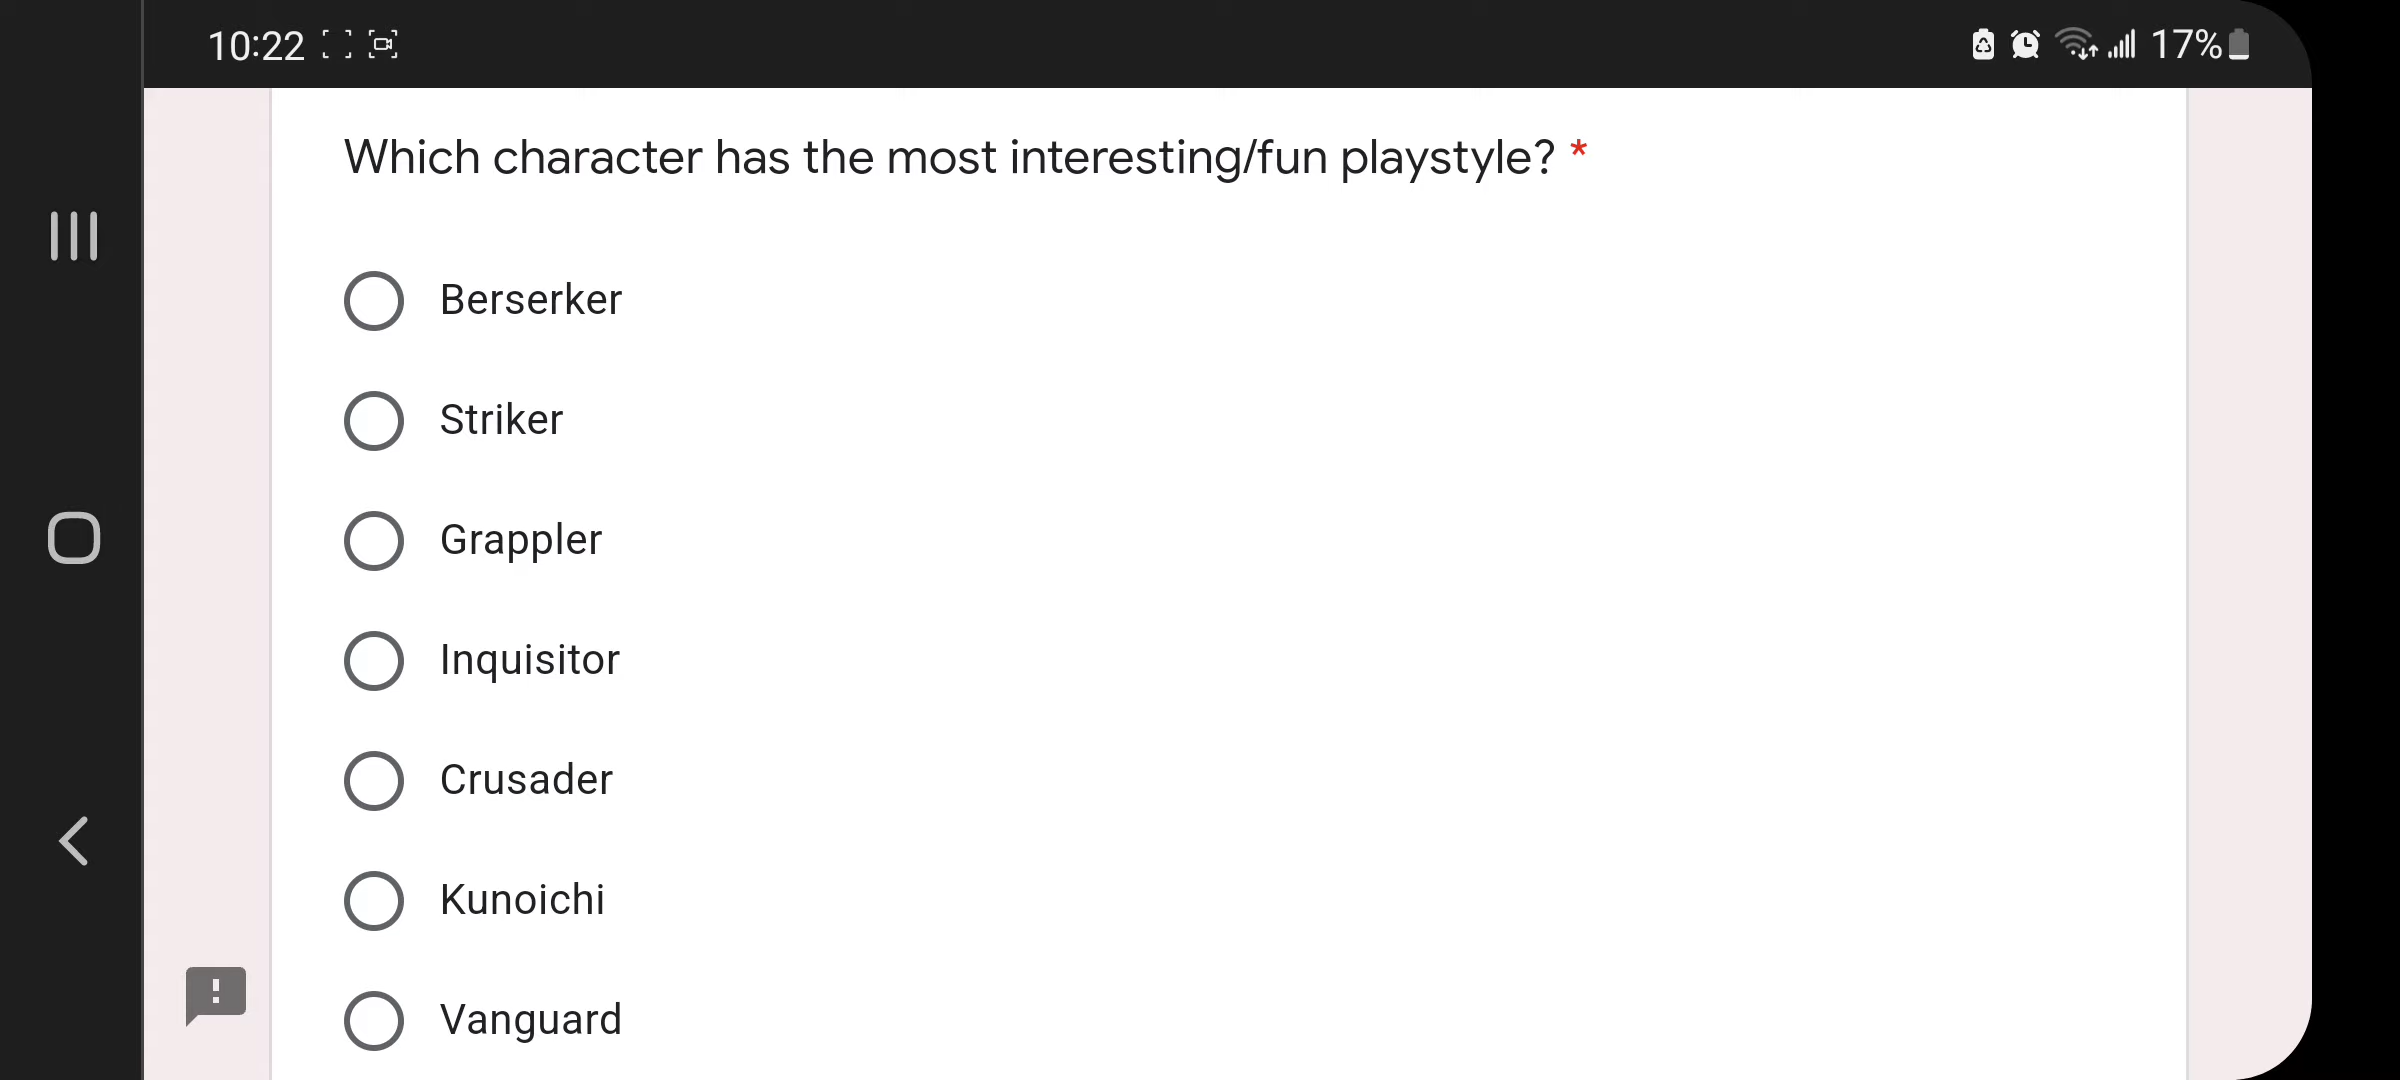 10:22 17%
Which character has the most interesting/fun playstyle? *
Berserker
Striker
Grappler
Inquisitor
Crusader
Kunoichi
Vanguard